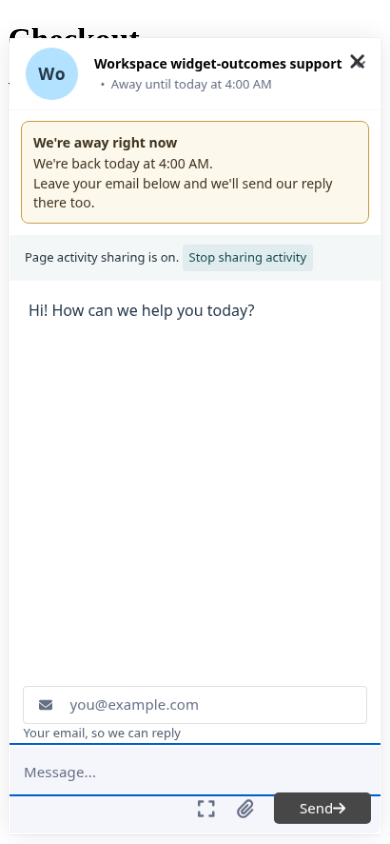 Checkout
Wo
Workspace widget-outcomes support
• Away until today at 4:00 AM
We're away right now
We're back today at 4:00 AM.
Leave your email below and we'll send our reply
there too.
Page activity sharing is on. Stop sharing activity
Hi! How can we help you today?
you@example.com
Your email, so we can reply
Message...
Send